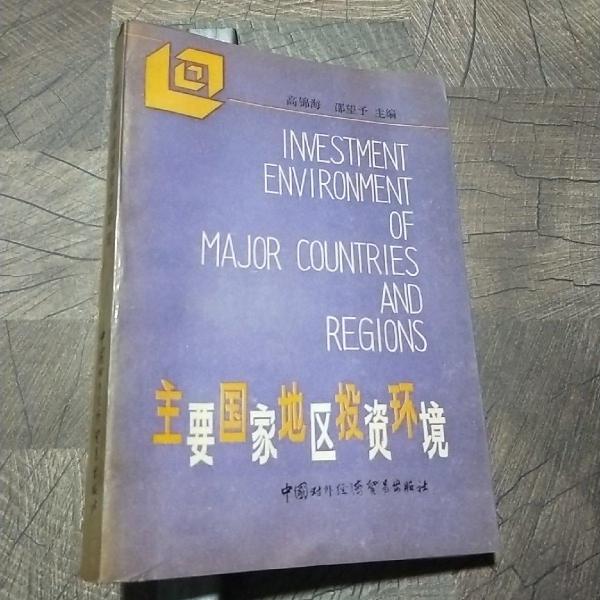 高锦海 邵望予 主编
INVESTMENT
ENVIRONMENT
OF
MAJOR COUNTRIES
AND
REGIONS
主要国家地区投资环境
中国对外经济贸易出版社